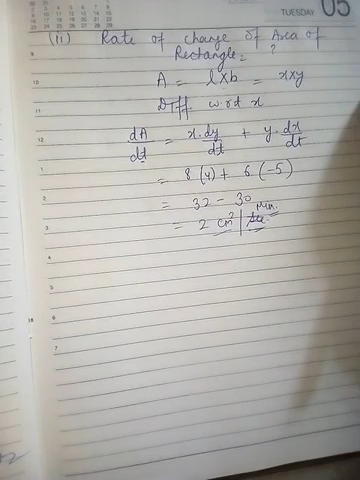 TUESDAY 05
(ii) Rate of change of Area of
Rectangle = ?
A = l X b = x x y
Diff w.r.t x
dA/dt = x. dy/dt + y. dx/dt
= 8 (4) + 6 (-5)
= 32 - 30
= 2 cm² / Min.